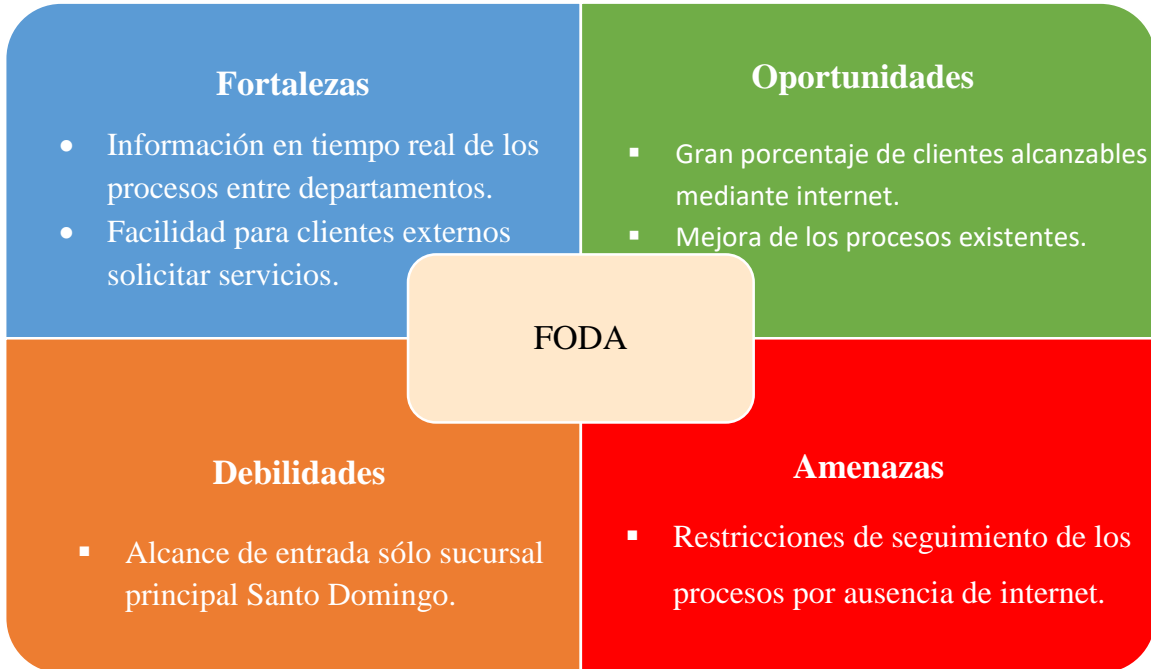 Fortalezas
• Información en tiempo real de los
procesos entre departamentos.
• Facilidad para clientes externos
solicitar servicios.
Oportunidades
▪ Gran porcentaje de clientes alcanzables
mediante internet.
▪ Mejora de los procesos existentes.
FODA
Debilidades
▪ Alcance de entrada sólo sucursal
principal Santo Domingo.
Amenazas
▪ Restricciones de seguimiento de los
procesos por ausencia de internet.